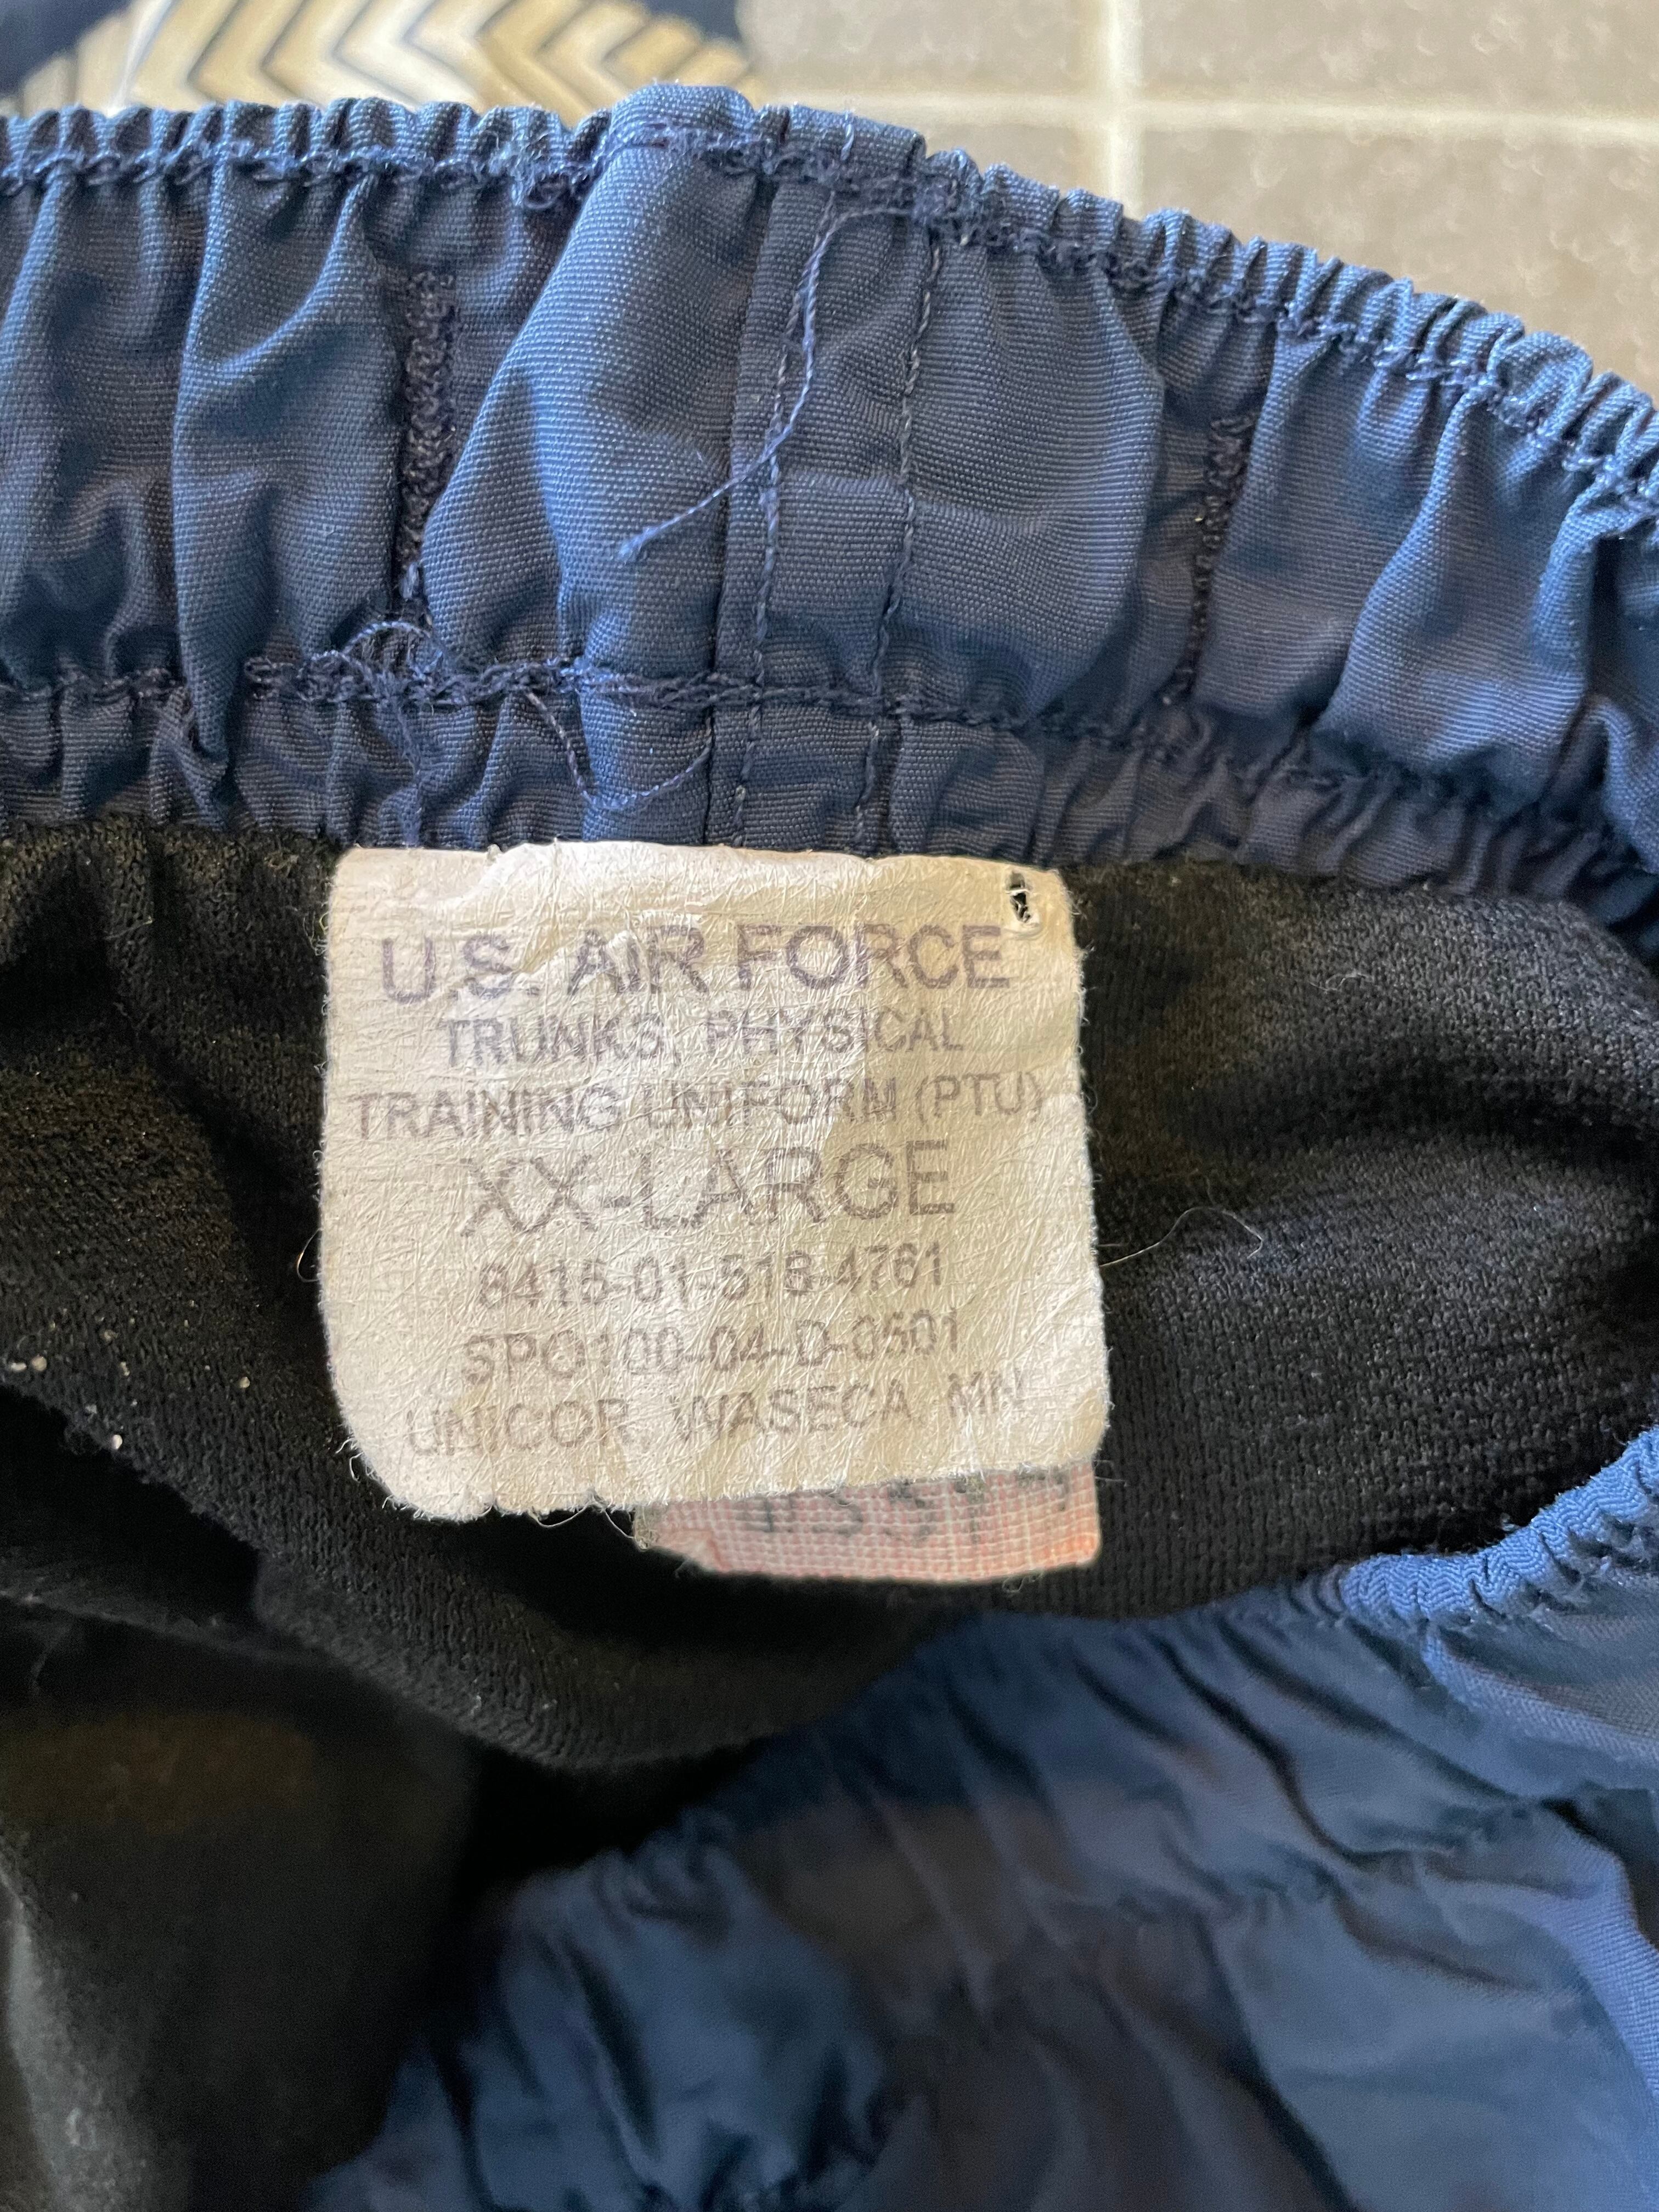 U.S. AIR FORCE
TRUNKS, PHYSICAL
TRAINING UNIFORM (PTU)
XX-LARGE
8415-01-518-4761
SPO100-04-D-0501
UNICOR, WASECA, MN